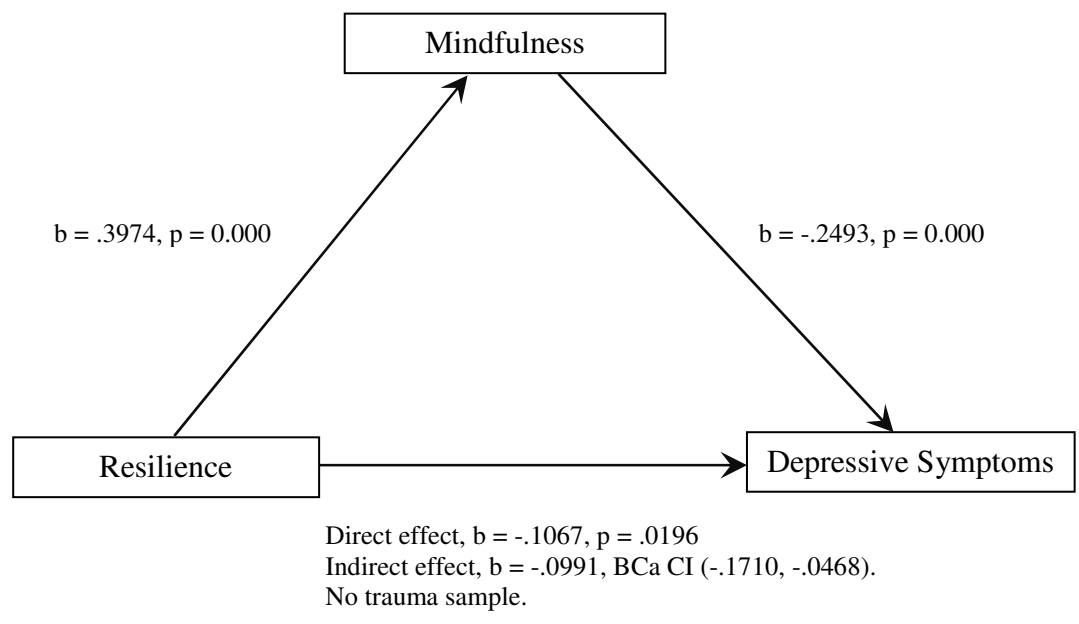 Mindfulness
b = .3974, p = 0.000
b = -.2493, p = 0.000
Resilience
Depressive Symptoms
Direct effect, b = -.1067, p = .0196
Indirect effect, b = -.0991, BCa CI (-.1710, -.0468).
No trauma sample.